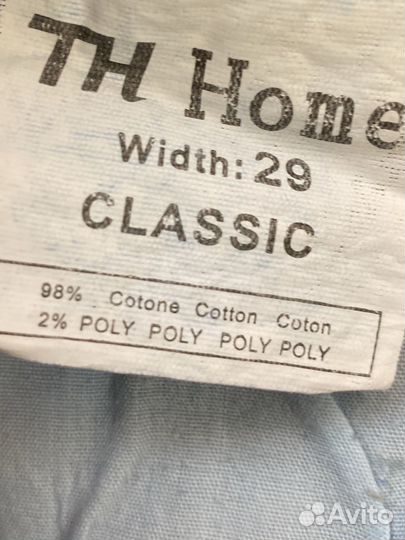 TH Home
Width: 29
CLASSIC
98% Cotone Cotton Coton
2% POLY POLY POLY POLY
Avito